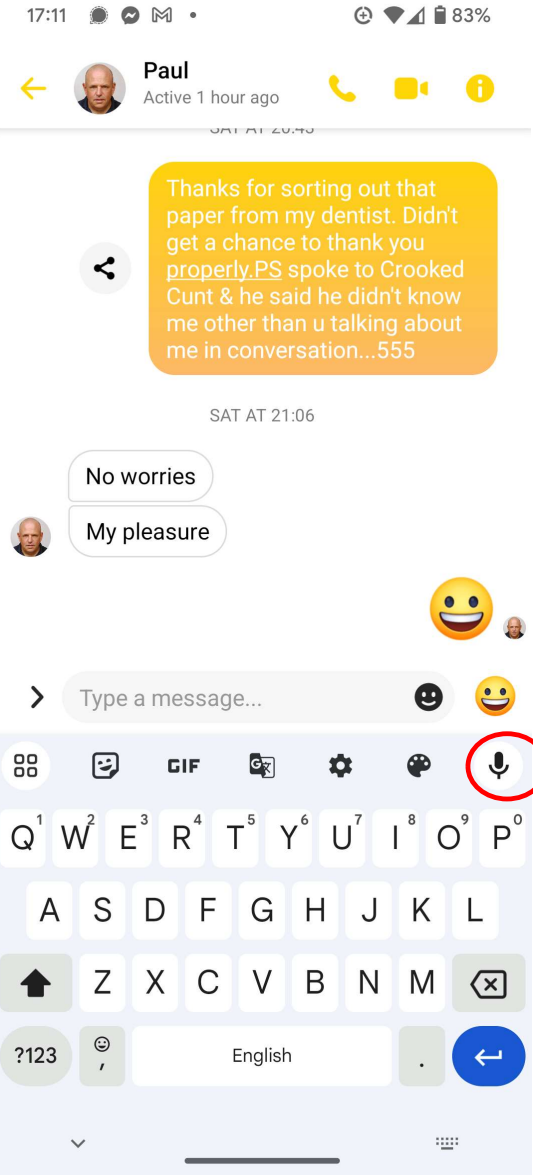 17:11
83%
Paul
Active 1 hour ago
SAT AT 20:43
Thanks for sorting out that
paper from my dentist. Didn't
get a chance to thank you
properly.PS spoke to Crooked
Cunt & he said he didn't know
me other than u talking about
me in conversation...555
SAT AT 21:06
No worries
My pleasure
Type a message...
GIF
Q1 W2 E3 R4 T5 Y6 U7 I8 O9 P0
A S D F G H J K L
Z X C V B N M
?123 , English .